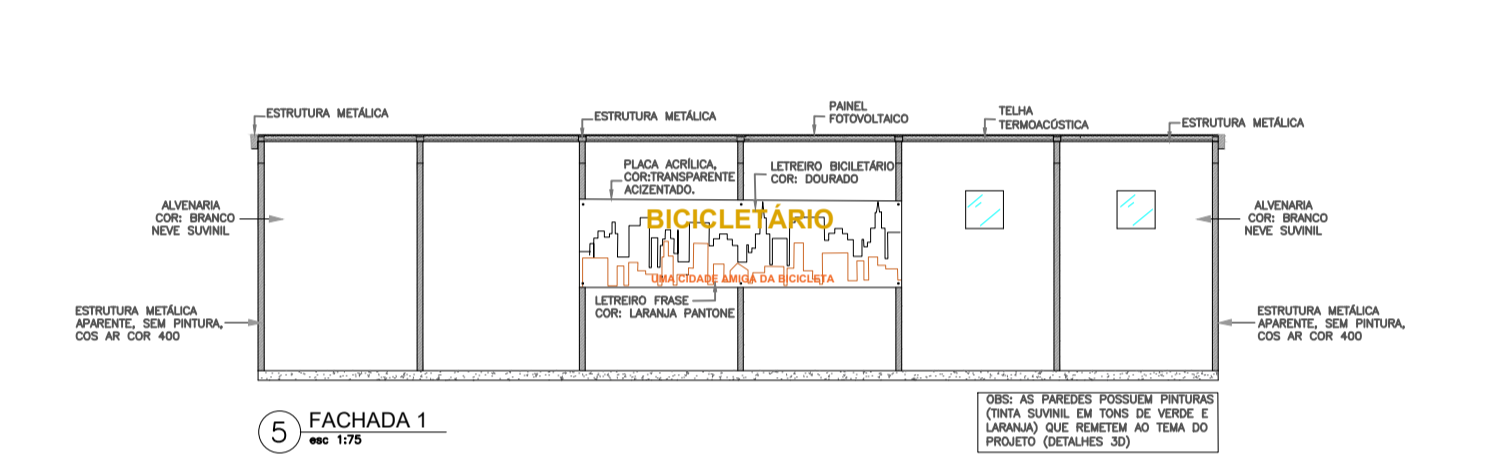 ESTRUTURA METÁLICA
ESTRUTURA METÁLICA
PAINEL
FOTOVOLTAICO
TELHA
TERMOACÚSTICA
ESTRUTURA METÁLICA
PLACA ACRÍLICA,
COR:TRANSPARENTE
ACIZENTADO.
LETREIRO BICILETÁRIO
COR: DOURADO
ALVENARIA
COR: BRANCO
NEVE SUVINIL
BICICLETÁRIO
ALVENARIA
COR: BRANCO
NEVE SUVINIL
UMA CIDADE AMIGA DA BICICLETA
LETREIRO FRASE
COR: LARANJA PANTONE
ESTRUTURA METÁLICA
APARENTE, SEM PINTURA,
COS AR COR 400
ESTRUTURA METÁLICA
APARENTE, SEM PINTURA,
COS AR COR 400
5
FACHADA 1
esc 1:75
OBS: AS PAREDES POSSUEM PINTURAS
(TINTA SUVINIL EM TONS DE VERDE E
LARANJA) QUE REMETEM AO TEMA DO
PROJETO (DETALHES 3D)